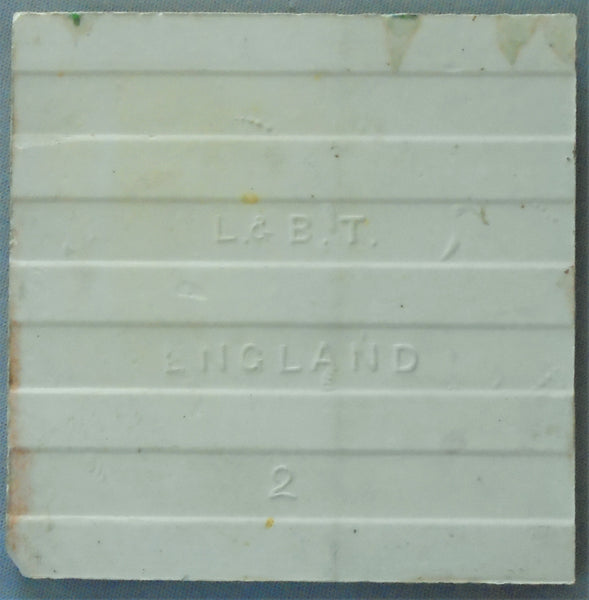 L. & B. T.
ENGLAND
2